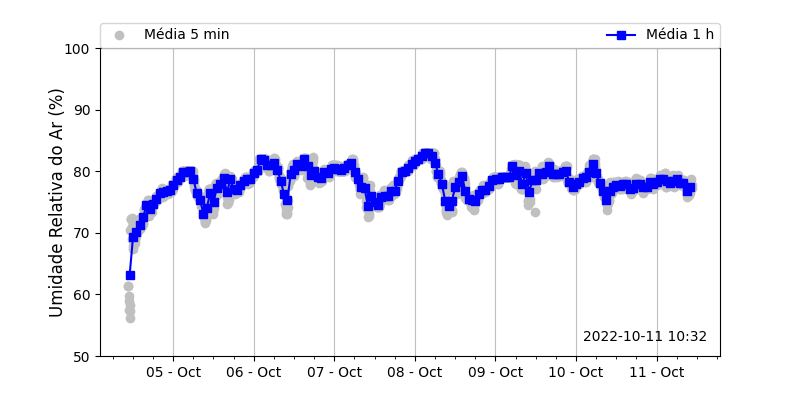 Média 5 min
Média 1 h
Umidade Relativa do Ar (%)
100
90
80
70
60
50
2022-10-11 10:32
05 - Oct
06 - Oct
07 - Oct
08 - Oct
09 - Oct
10 - Oct
11 - Oct